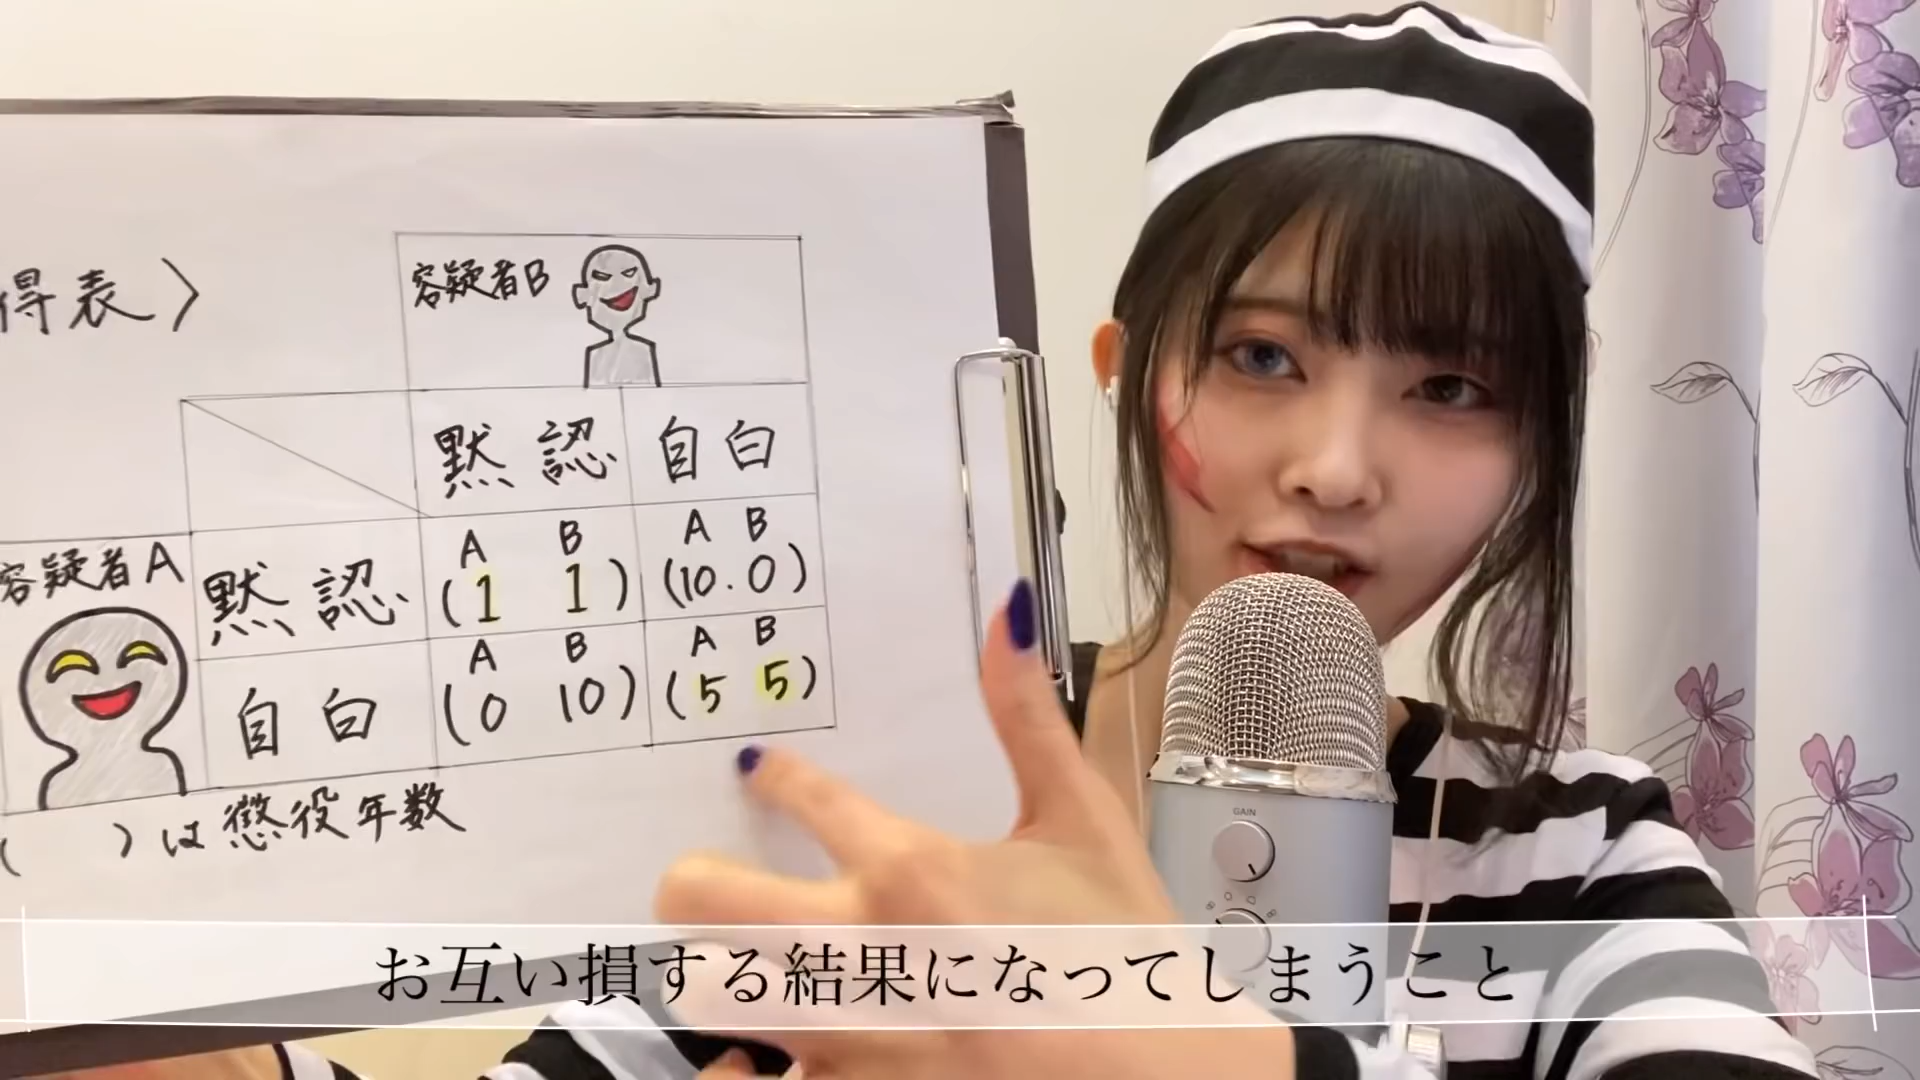 得表〉
容疑者B
黙認 自白
A B A B
容疑者A 黙認 (1 1) (10.0)
A B A B
自白 (0 10) (5 5)
( )は懲役年数
GAIN
お互い損する結果になってしまうこと